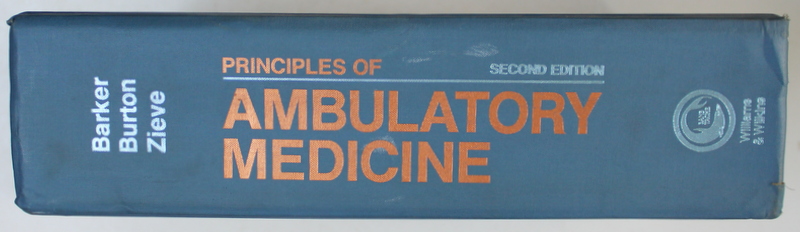 Barker
Burton
Zieve
PRINCIPLES OF
SECOND EDITION
AMBULATORY
MEDICINE
Williams
& Wilkins